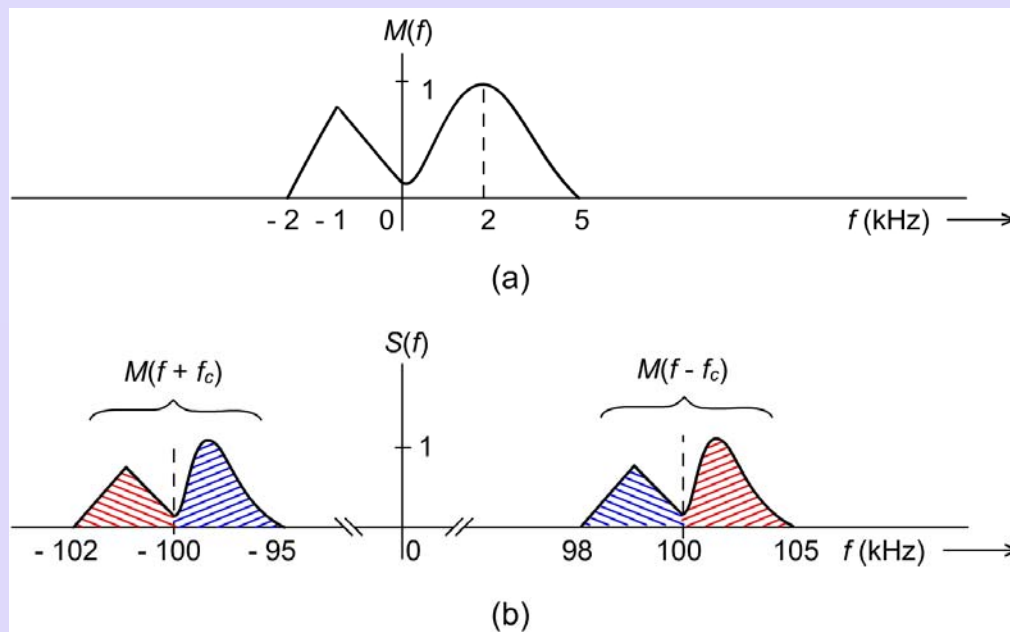 M(f)
1
- 2 - 1 0 2 5 f (kHz)
(a)
S(f)
M(f + fc) M(f - fc)
1
- 102 - 100 - 95 0 98 100 105 f (kHz)
(b)